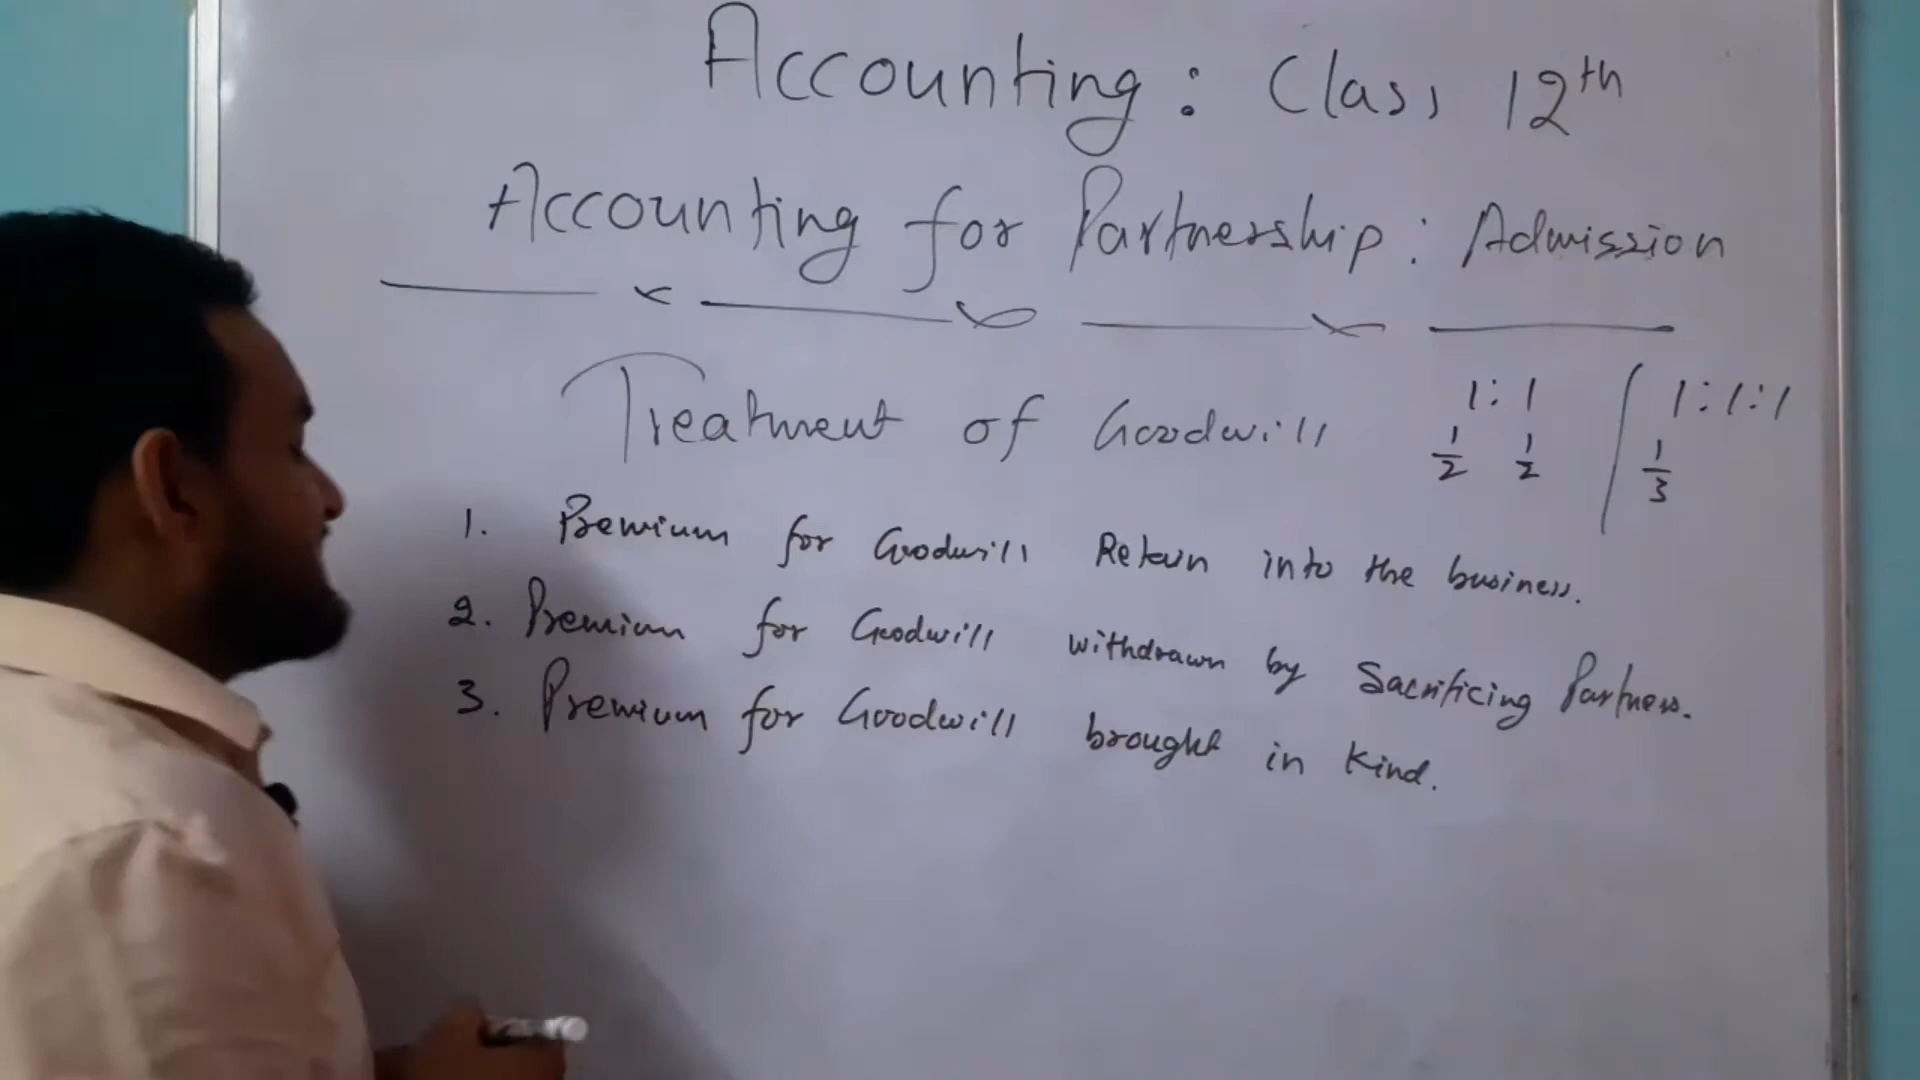 Accounting : Class 12th
Accounting for Partnership : Admission
Treatment of Goodwill
1:1
1/2 1/2
1:1:1
1/3
1. Premium for Goodwill Retain into the business.
2. Premium for Goodwill withdrawn by Sacrificing Partners.
3. Premium for Goodwill brought in Kind.